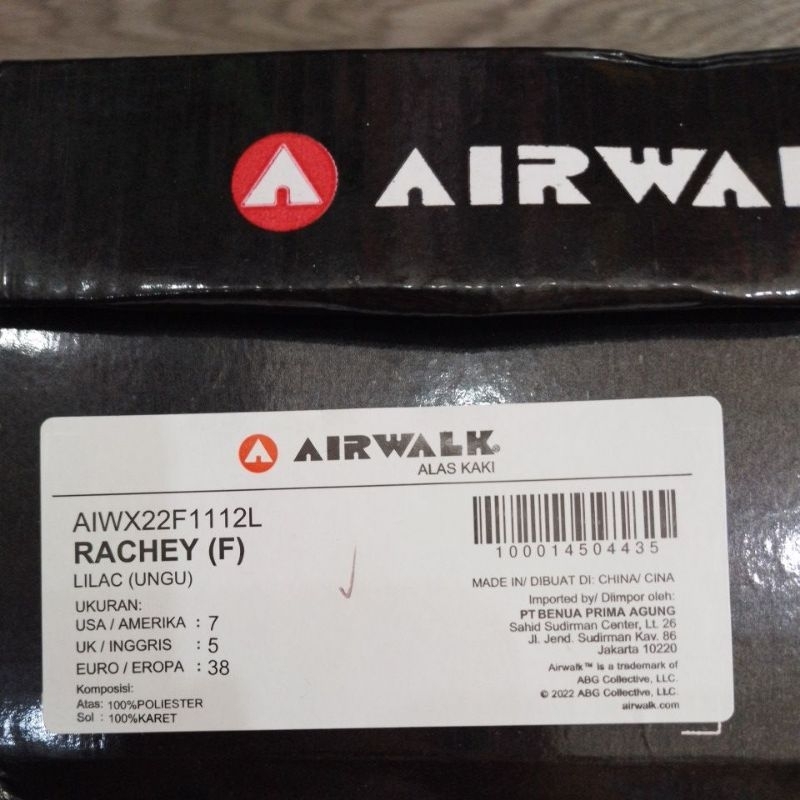 AIRWA
AIRWALK®
ALAS KAKI
AIWX22F1112L
RACHEY (F)
LILAC (UNGU)
UKURAN:
USA / AMERIKA : 7
UK / INGGRIS : 5
EURO / EROPA : 38
Komposisi:
Atas: 100%POLIESTER
Sol : 100%KARET
100014504435
MADE IN/ DIBUAT DI: CHINA/ CINA
Imported by/ Diimpor oleh:
PT BENUA PRIMA AGUNG
Sahid Sudirman Center, Lt. 26
Jl. Jend. Sudirman Kav. 86
Jakarta 10220
Airwalk™ is a trademark of
ABG Collective, LLC.
© 2022 ABG Collective, LLC.
airwalk.com